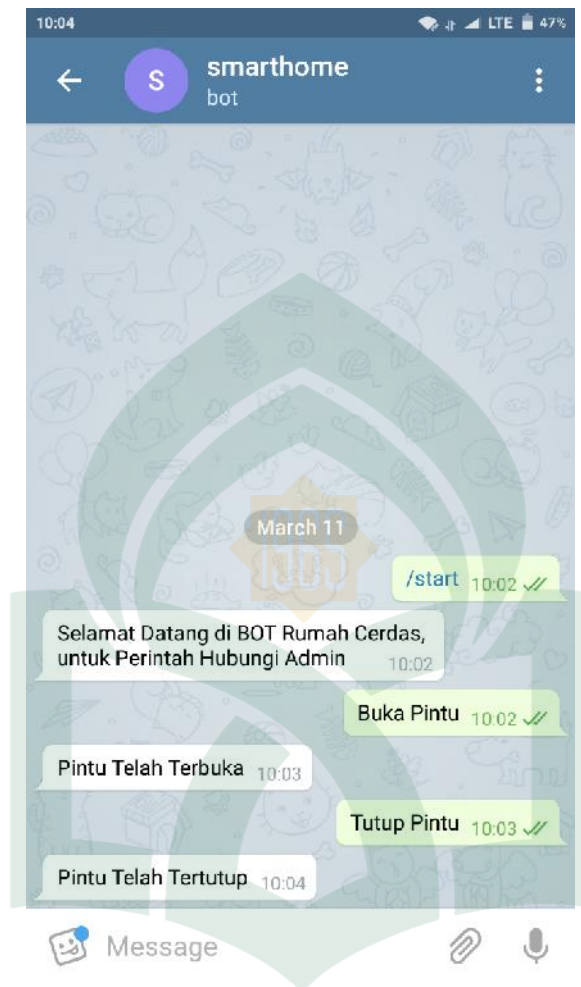 10:04 LTE 47%
S smarthome
bot
March 11
/start 10:02
Selamat Datang di BOT Rumah Cerdas,
untuk Perintah Hubungi Admin 10:02
Buka Pintu 10:02
Pintu Telah Terbuka 10:03
Tutup Pintu 10:03
Pintu Telah Tertutup 10:04
Message